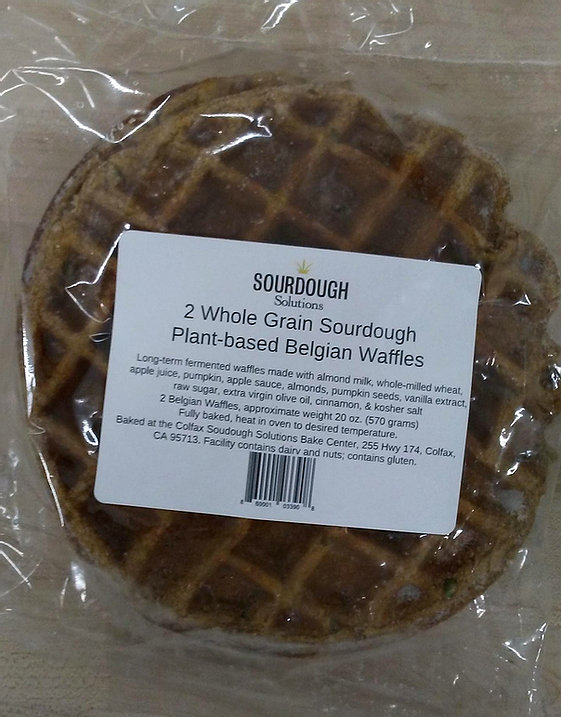 SOURDOUGH
Solutions
2 Whole Grain Sourdough
Plant-based Belgian Waffles
Long-term fermented waffles made with almond milk, whole-milled wheat,
apple juice, pumpkin, apple sauce, almonds, pumpkin seeds, vanilla extract,
raw sugar, extra virgin olive oil, cinnamon, & kosher salt
2 Belgian Waffles, approximate weight 20 oz. (570 grams)
Fully baked, heat in oven to desired temperature.
Baked at the Colfax Soudough Solutions Bake Center, 255 Hwy 174, Colfax,
CA 95713. Facility contains dairy and nuts; contains gluten.
8 60001 03390 8